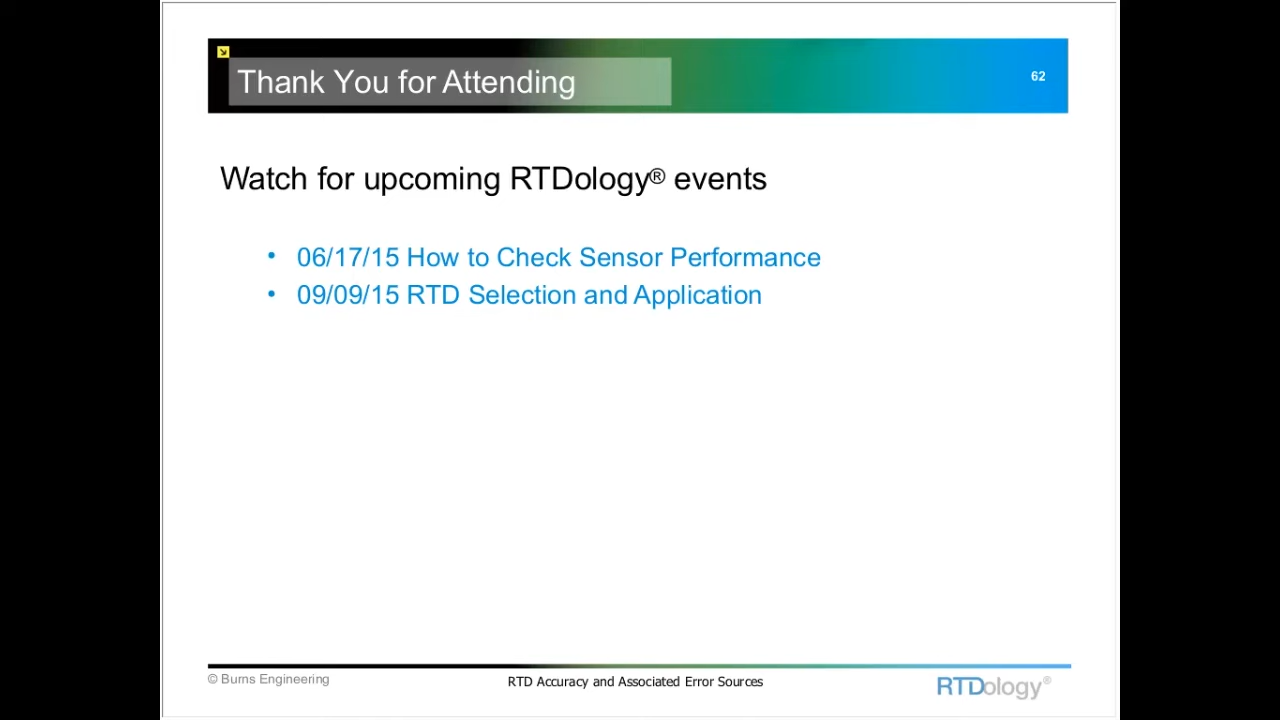 Thank You for Attending
62
Watch for upcoming RTDology® events
• 06/17/15 How to Check Sensor Performance
• 09/09/15 RTD Selection and Application
© Burns Engineering
RTD Accuracy and Associated Error Sources
RTDology®